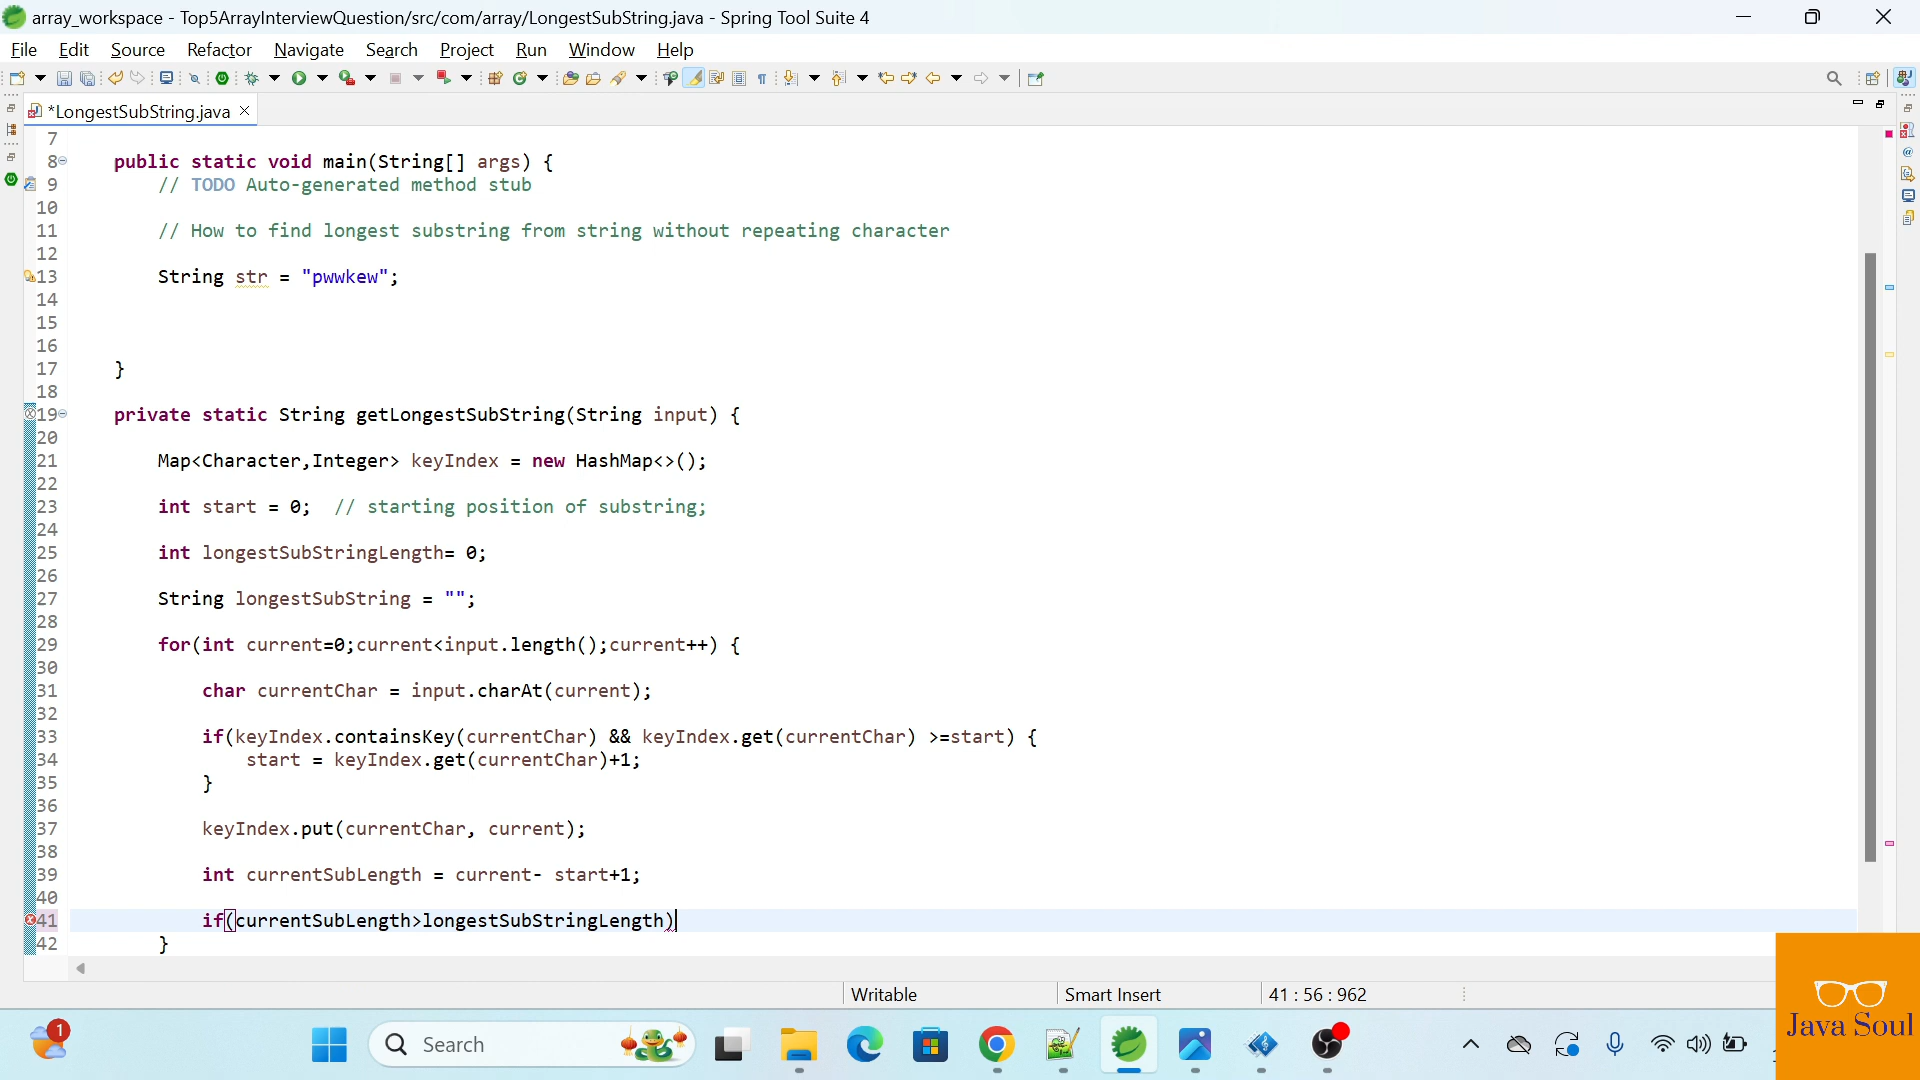 array_workspace - Top5ArrayInterviewQuestion/src/com/array/LongestSubString.java - Spring Tool Suite 4
File Edit Source Refactor Navigate Search Project Run Window Help
*LongestSubString.java
7
8 public static void main(String[] args) {
9 // TODO Auto-generated method stub
10
11 // How to find longest substring from string without repeating character
12
13 String str = "pwwkew";
14
15
16
17 }
18
19 private static String getLongestSubString(String input) {
20
21 Map<Character,Integer> keyIndex = new HashMap<>();
22
23 int start = 0; // starting position of substring;
24
25 int longestSubStringLength= 0;
26
27 String longestSubString = "";
28
29 for(int current=0;current<input.length();current++) {
30
31 char currentChar = input.charAt(current);
32
33 if(keyIndex.containsKey(currentChar) && keyIndex.get(currentChar) >=start) {
34 start = keyIndex.get(currentChar)+1;
35 }
36
37 keyIndex.put(currentChar, current);
38
39 int currentSubLength = current- start+1;
40
41 if(currentSubLength>longestSubStringLength)
42 }
Writable Smart Insert 41 : 56 : 962
1 Search
Java Soul